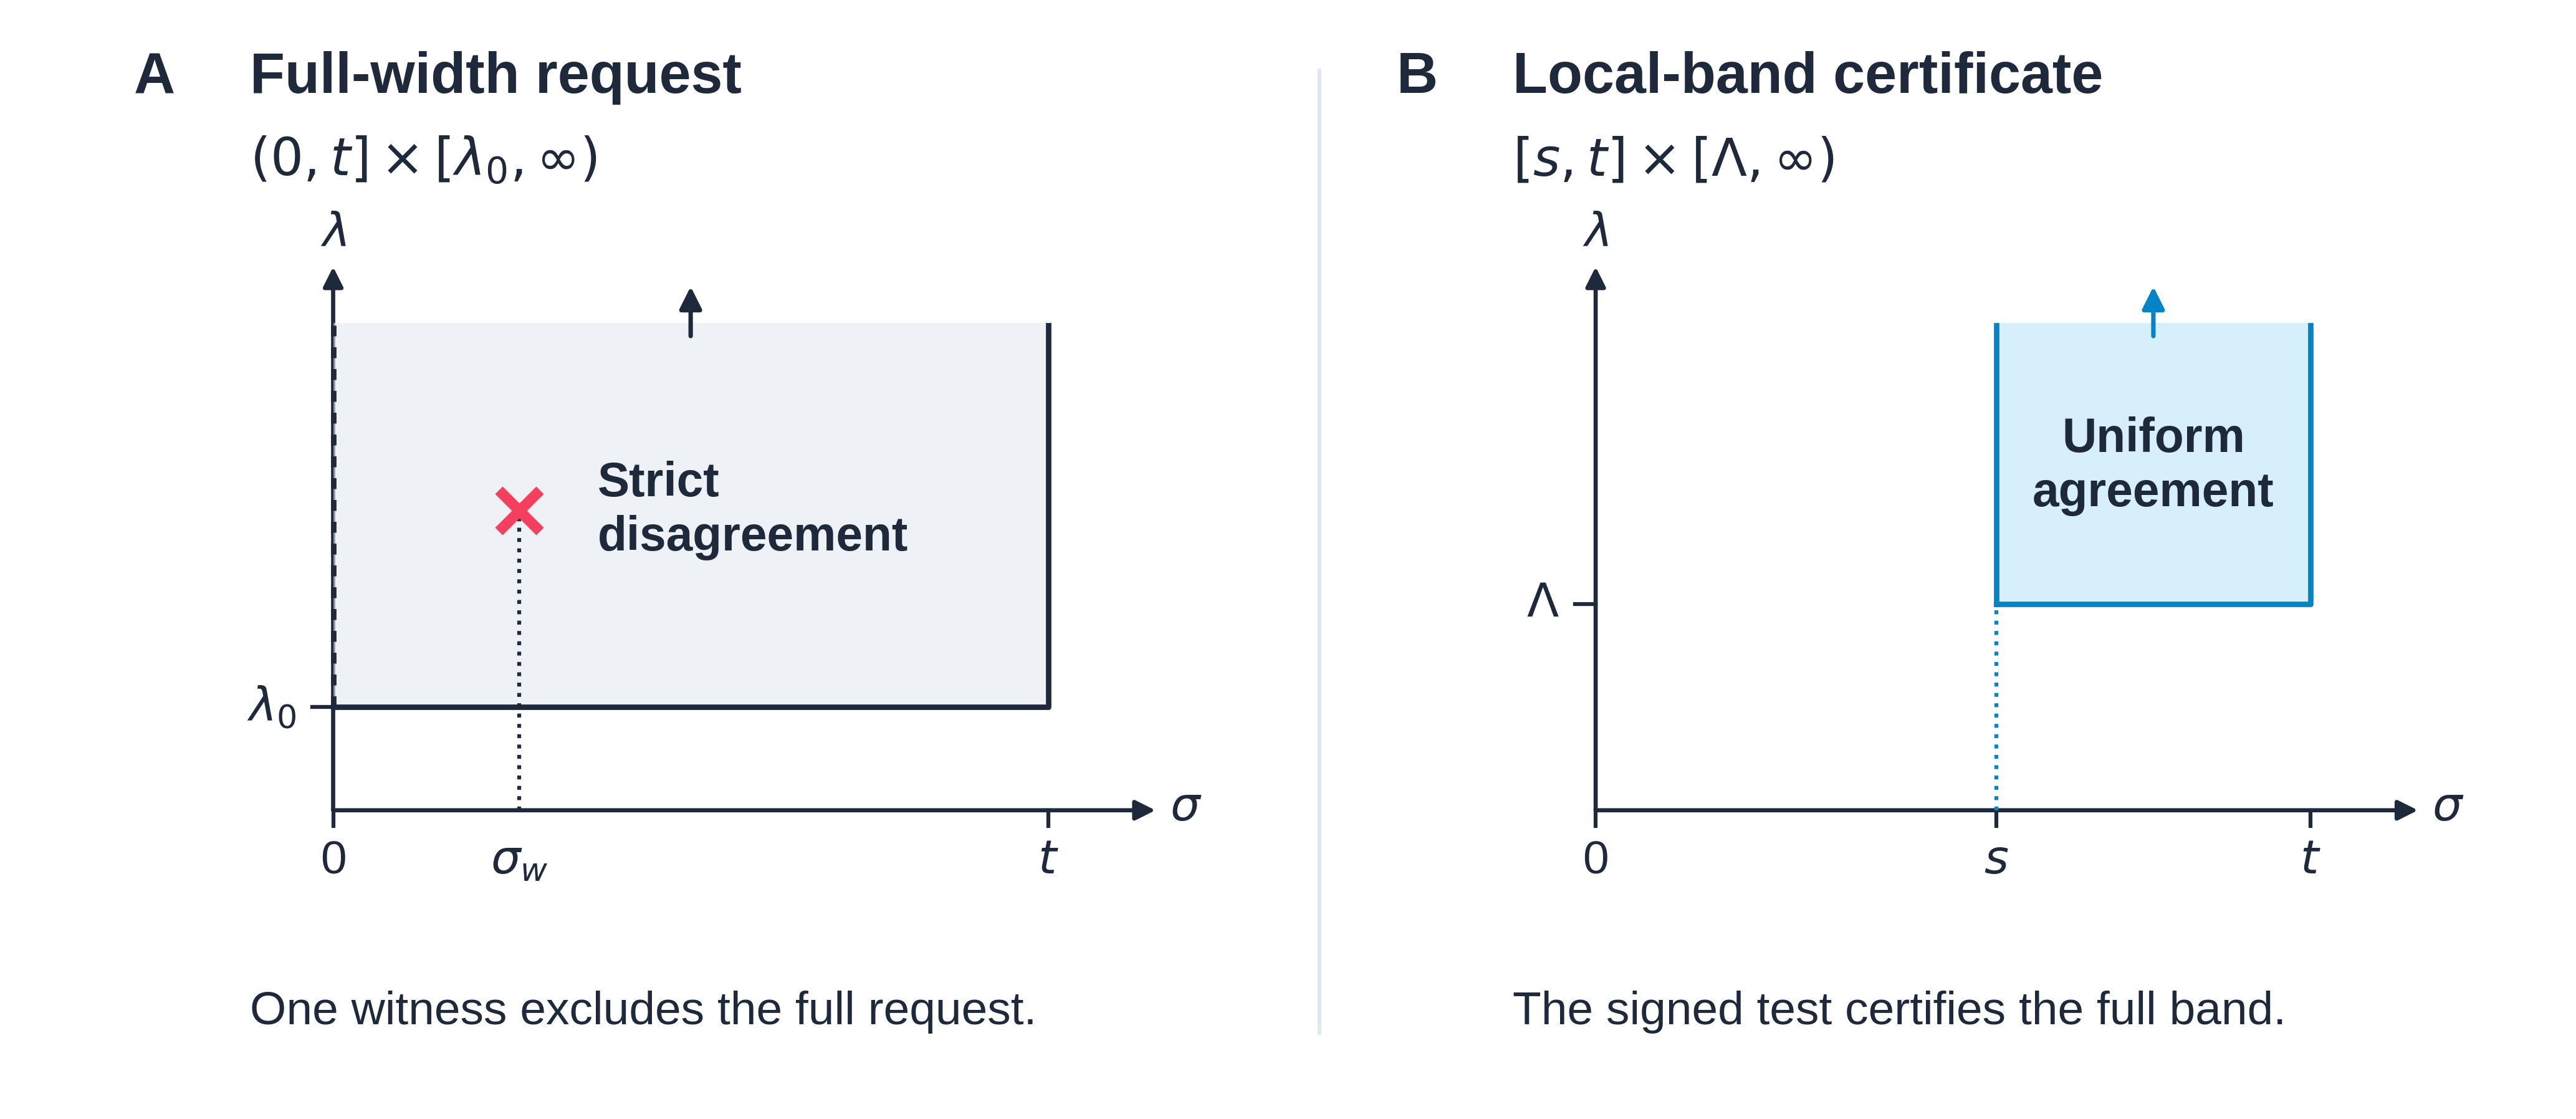 A Full-width request
(0, t] × [λ₀, ∞)
λ
Strict
disagreement
λ₀
σ
0 σ_w t
One witness excludes the full request.
B Local-band certificate
[s, t] × [Λ, ∞)
λ
Uniform
agreement
Λ
σ
0 s t
The signed test certifies the full band.